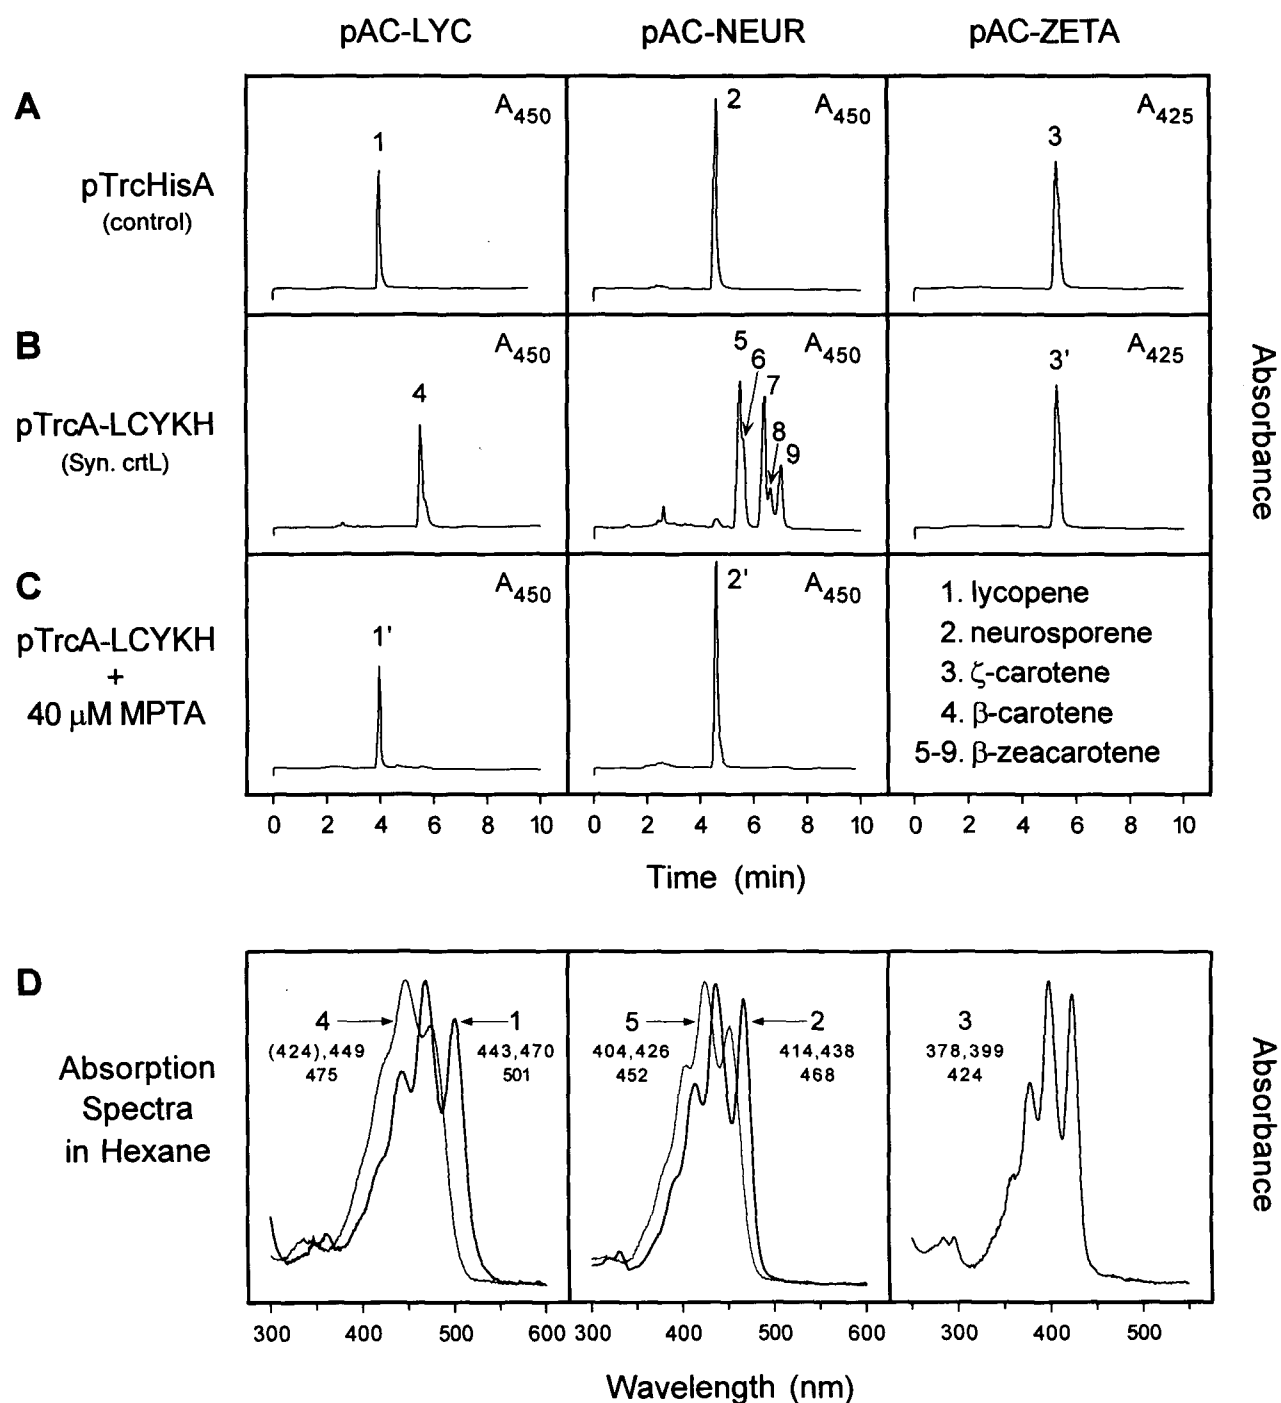 pAC-LYC pAC-NEUR pAC-ZETA
A
pTrcHisA
(control)
1 A450
2 A450
3 A425
B
pTrcA-LCYKH
(Syn. crtL)
4 A450
5 6 7 8 9 A450
3' A425
Absorbance
C
pTrcA-LCYKH
+
40 µM MPTA
1' A450
2' A450
1. lycopene
2. neurosporene
3. ζ-carotene
4. β-carotene
5-9. β-zeacarotene
0 2 4 6 8 10 0 2 4 6 8 10 0 2 4 6 8 10
Time (min)
D
Absorption
Spectra
in Hexane
4 1
(424),449 443,470
475 501
5 2
404,426 414,438
452 468
3
378,399
424
Absorbance
300 400 500 600 300 400 500 600 300 400 500
Wavelength (nm)